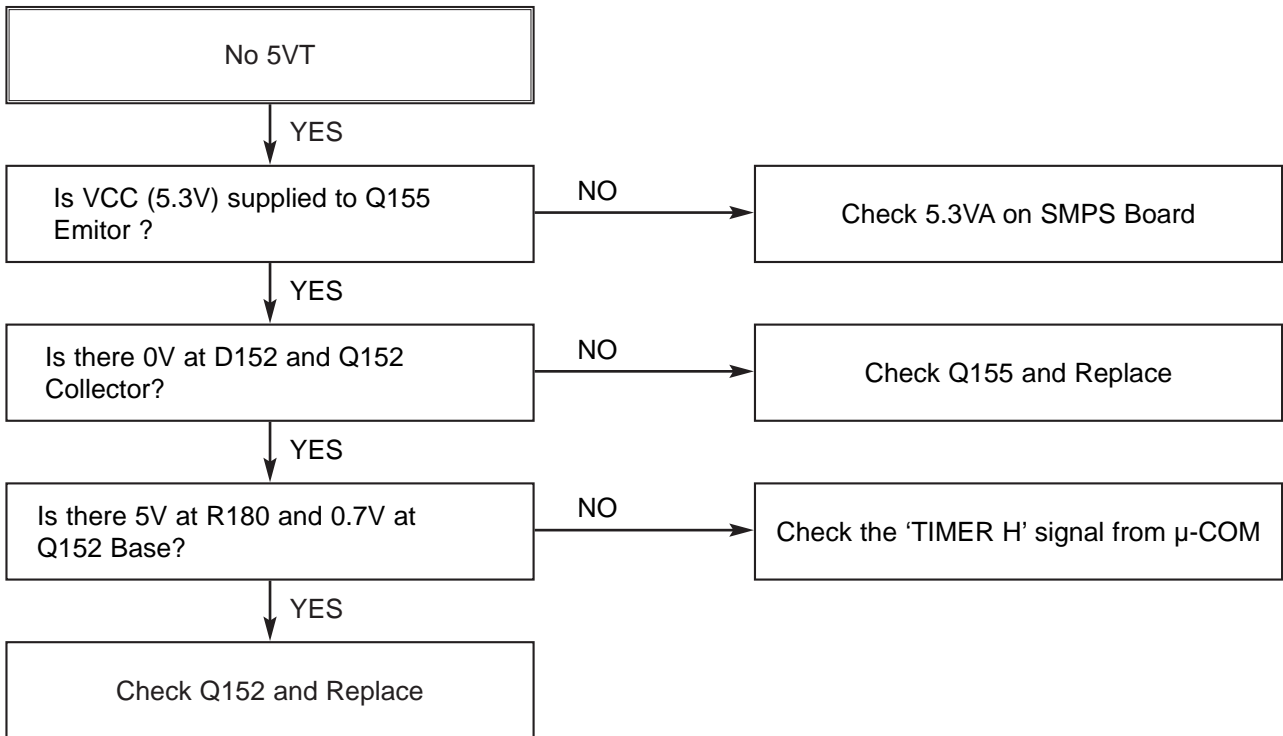 No 5VT
YES
Is VCC (5.3V) supplied to Q155
Emitor ?
NO
Check 5.3VA on SMPS Board
YES
Is there 0V at D152 and Q152
Collector?
NO
Check Q155 and Replace
YES
Is there 5V at R180 and 0.7V at
Q152 Base?
NO
Check the ‘TIMER H’ signal from µ-COM
YES
Check Q152 and Replace